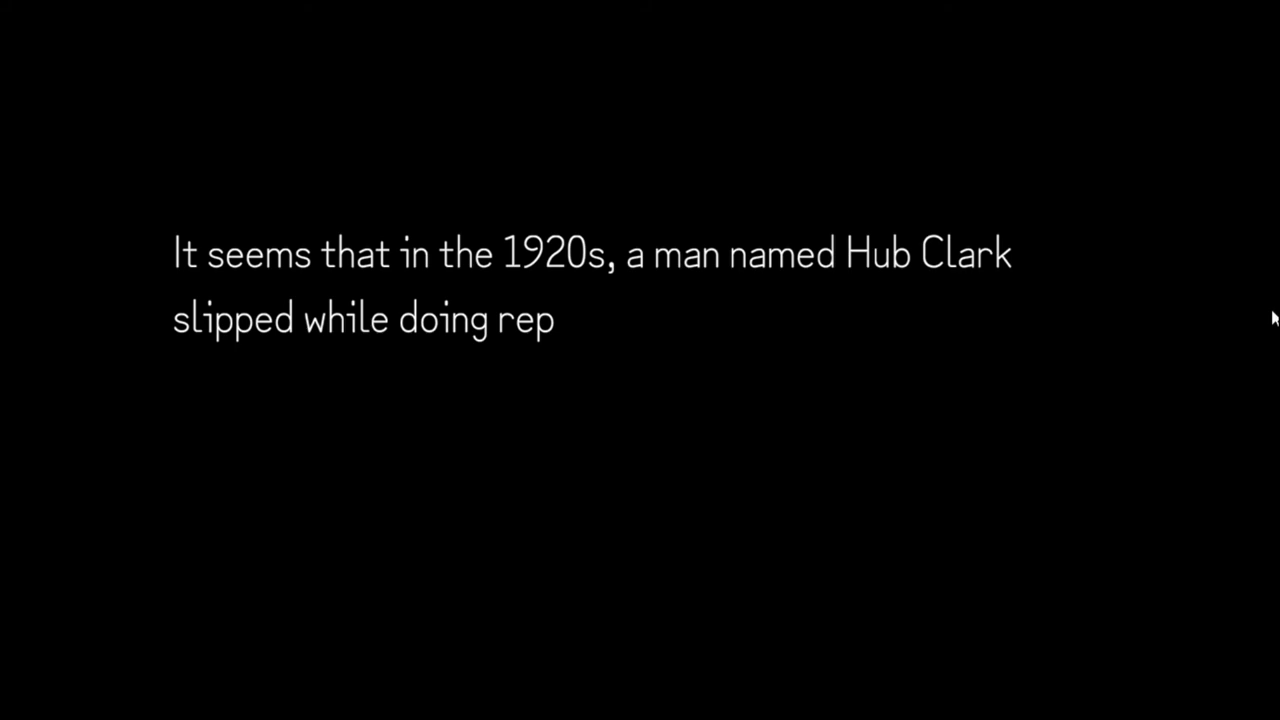 It seems that in the 1920s, a man named Hub Clark
slipped while doing rep